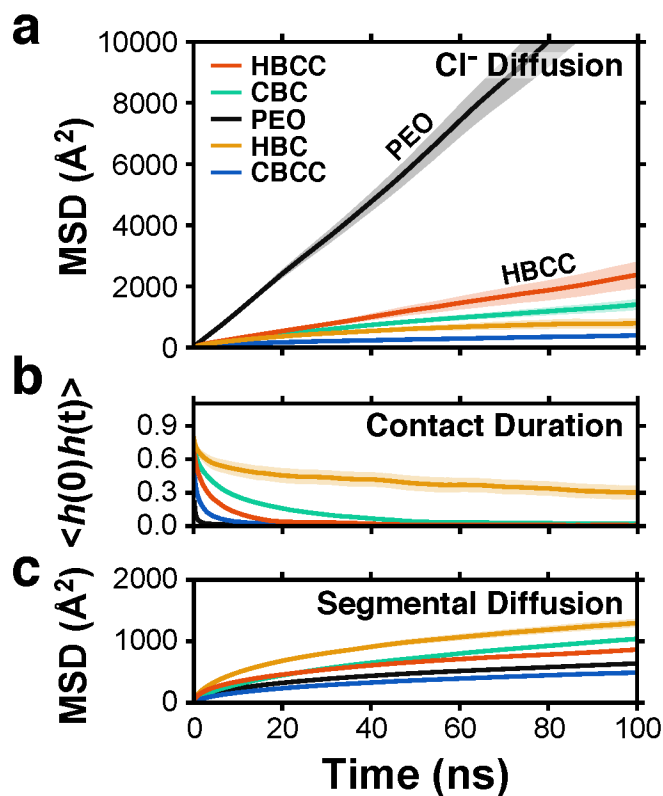 a
MSD (Å²)
10000
8000
6000
4000
2000
0
Cl⁻ Diffusion
HBCC
CBC
PEO
HBC
CBCC
PEO
HBCC
b
<h(0)h(t)>
0.9
0.6
0.3
0.0
Contact Duration
c
MSD (Å²)
2000
1000
0
Segmental Diffusion
0 20 40 60 80 100
Time (ns)